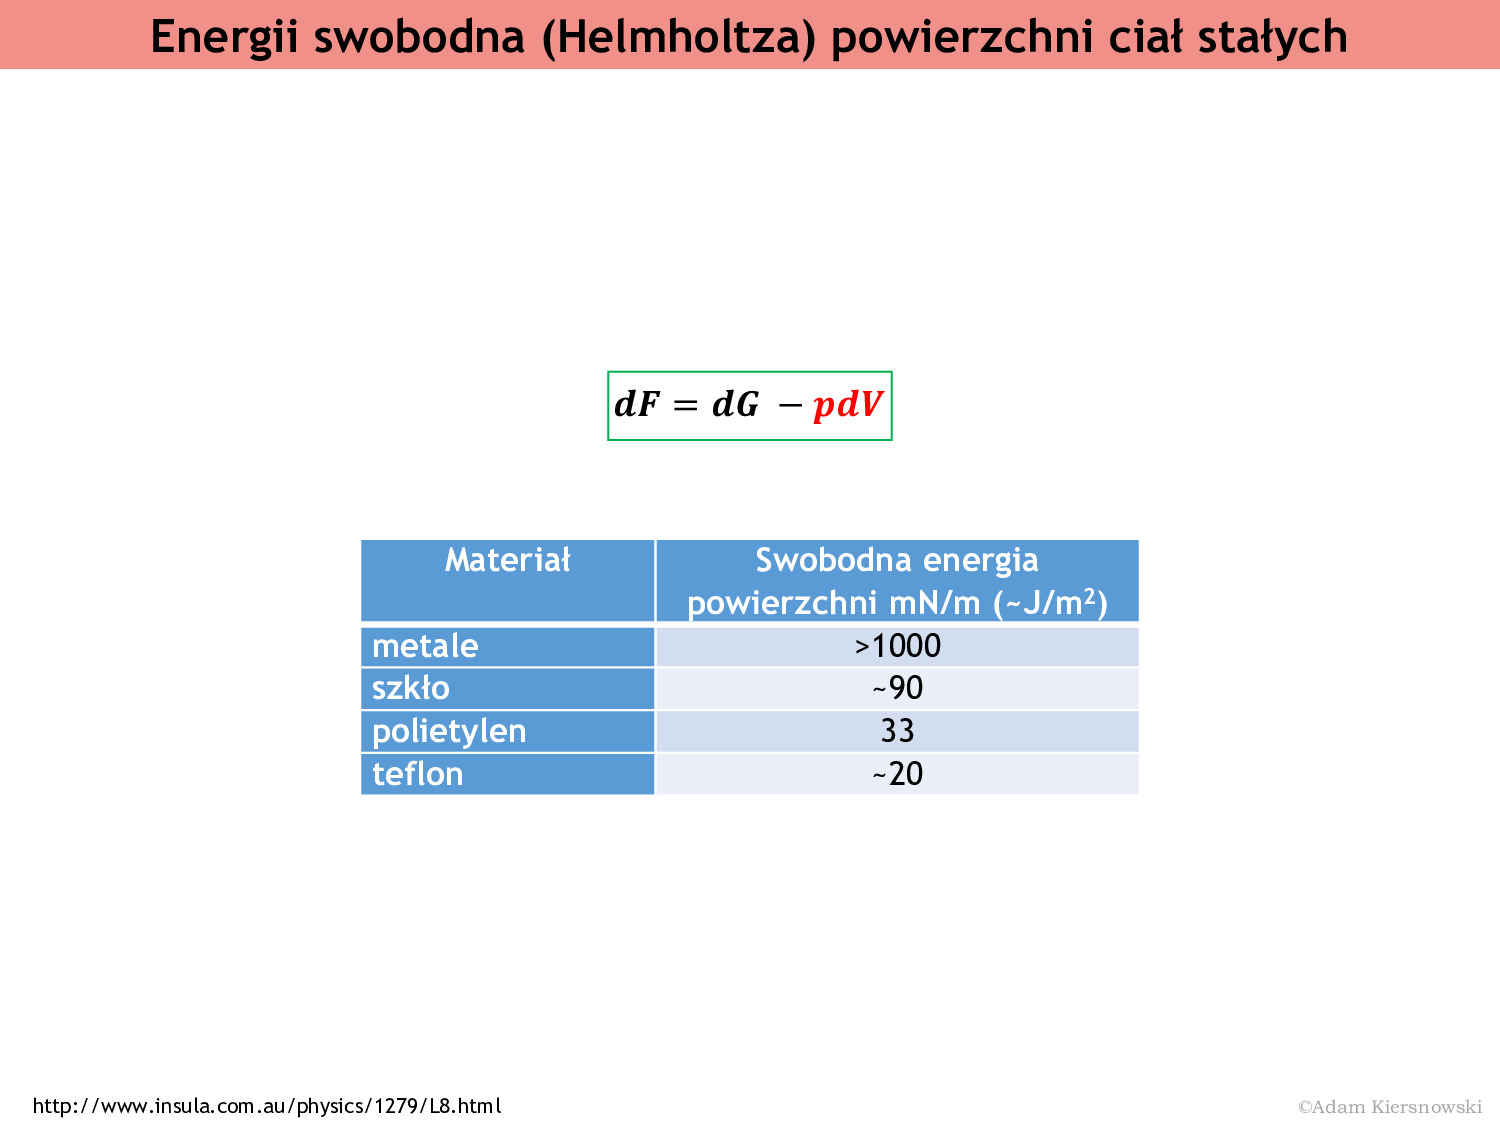 Energii swobodna (Helmholtza) powierzchni ciał stałych
dF = dG − pdV
Materiał
Swobodna energia
powierzchni mN/m (~J/m²)
metale >1000
szkło ~90
polietylen 33
teflon ~20
http://www.insula.com.au/physics/1279/L8.html
©Adam Kiersnowski